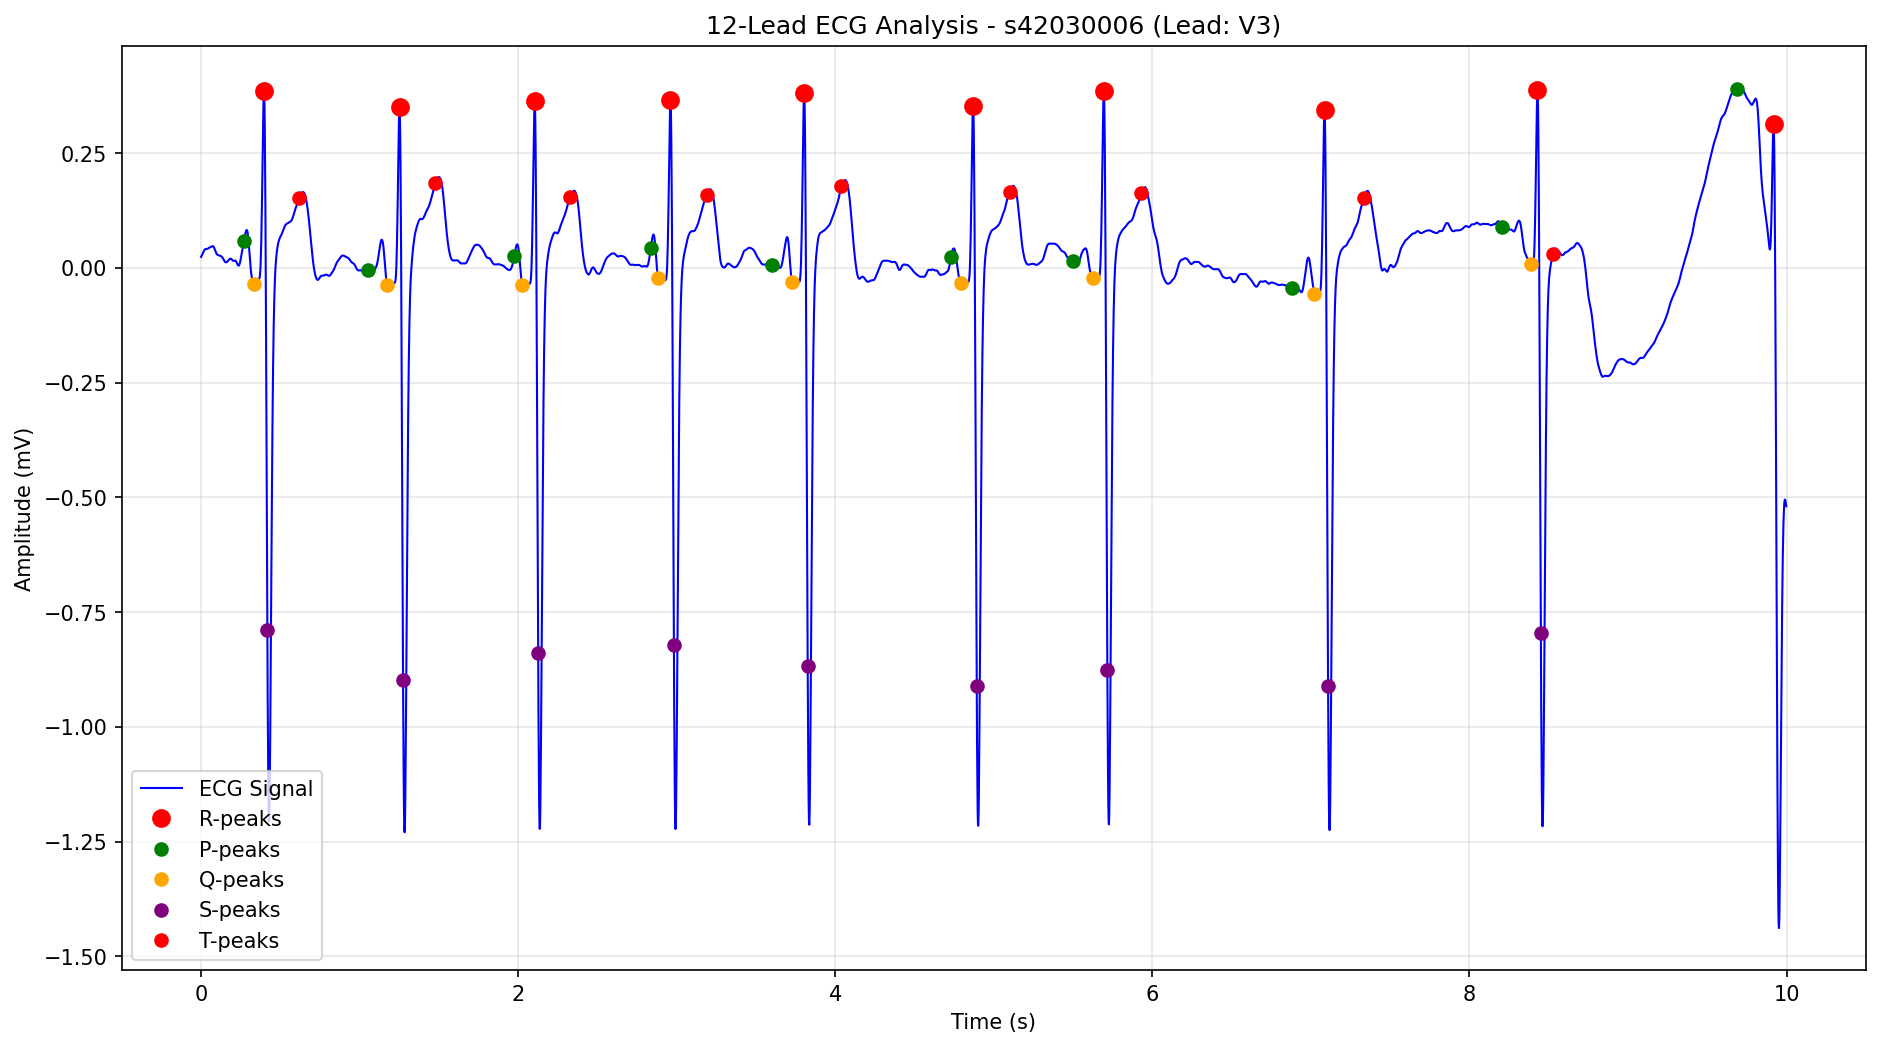 12-Lead ECG Analysis - s42030006 (Lead: V3)
Amplitude (mV)
0.25
0.00
−0.25
−0.50
−0.75
−1.00
−1.25
−1.50
ECG Signal
R-peaks
P-peaks
Q-peaks
S-peaks
T-peaks
0 2 4 6 8 10
Time (s)